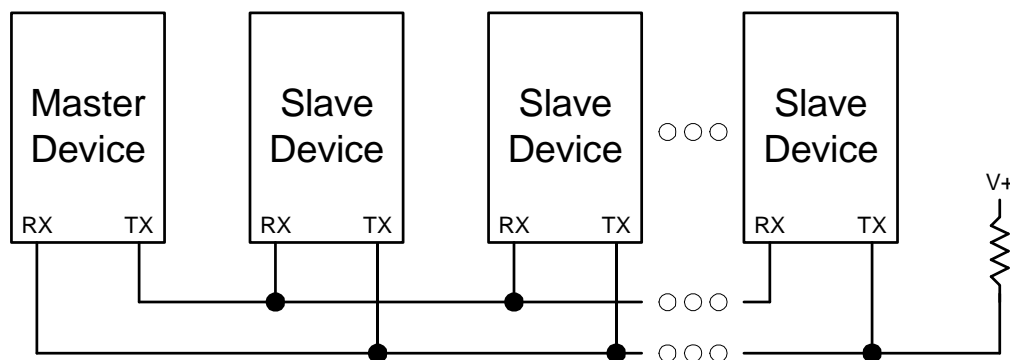 Master
Device
Slave
Device
Slave
Device
Slave
Device
V+
RX TX
RX TX
RX TX
RX TX